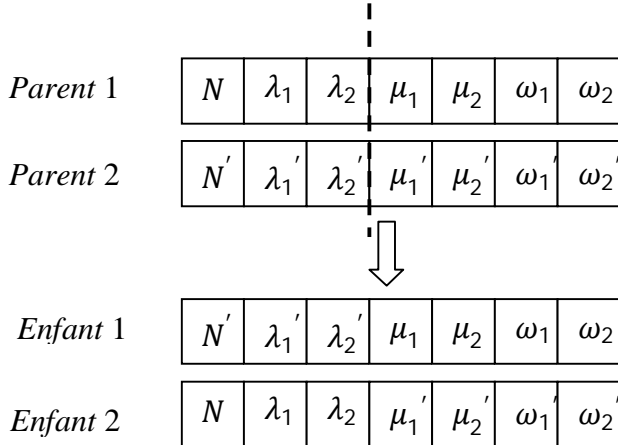 Parent 1 N λ₁ λ₂ μ₁ μ₂ ω₁ ω₂
Parent 2 N′ λ₁′ λ₂′ μ₁′ μ₂′ ω₁′ ω₂′
Enfant 1 N′ λ₁′ λ₂′ μ₁ μ₂ ω₁ ω₂
Enfant 2 N λ₁ λ₂ μ₁′ μ₂′ ω₁′ ω₂′